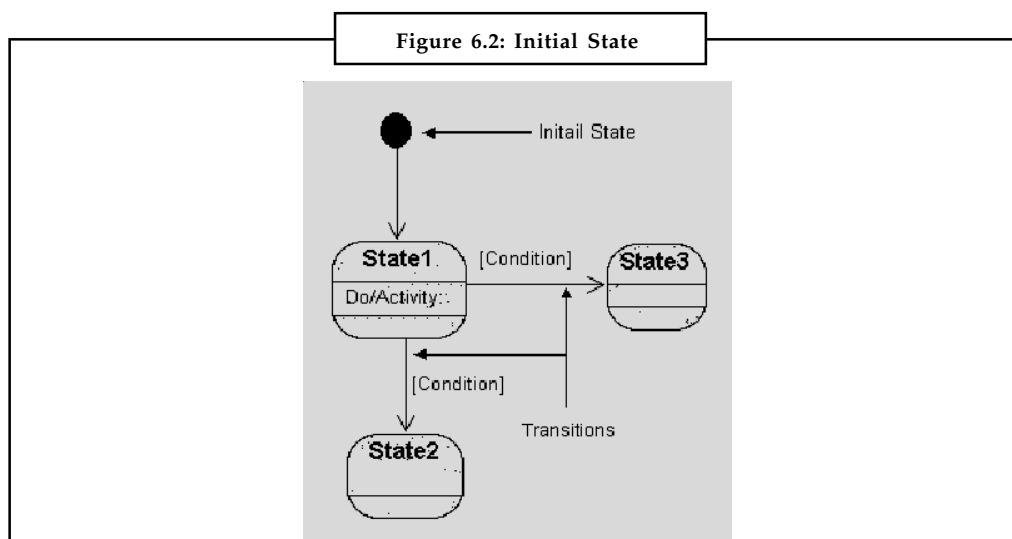 Figure 6.2: Initial State
Initail State
State1
[Condition]
State3
Do/Activity::
[Condition]
Transitions
State2